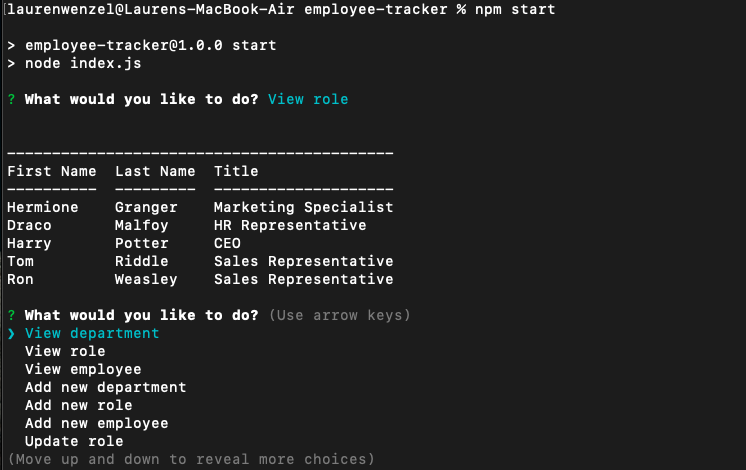 [laurenwenzel@Laurens-MacBook-Air employee-tracker % npm start
> employee-tracker@1.0.0 start
> node index.js
? What would you like to do? View role
-------------------------------------------
First Name  Last Name  Title
----------  ---------  --------------------
Hermione    Granger    Marketing Specialist
Draco       Malfoy     HR Representative
Harry       Potter     CEO
Tom         Riddle     Sales Representative
Ron         Weasley    Sales Representative
? What would you like to do? (Use arrow keys)
❯ View department
  View role
  View employee
  Add new department
  Add new role
  Add new employee
  Update role
(Move up and down to reveal more choices)